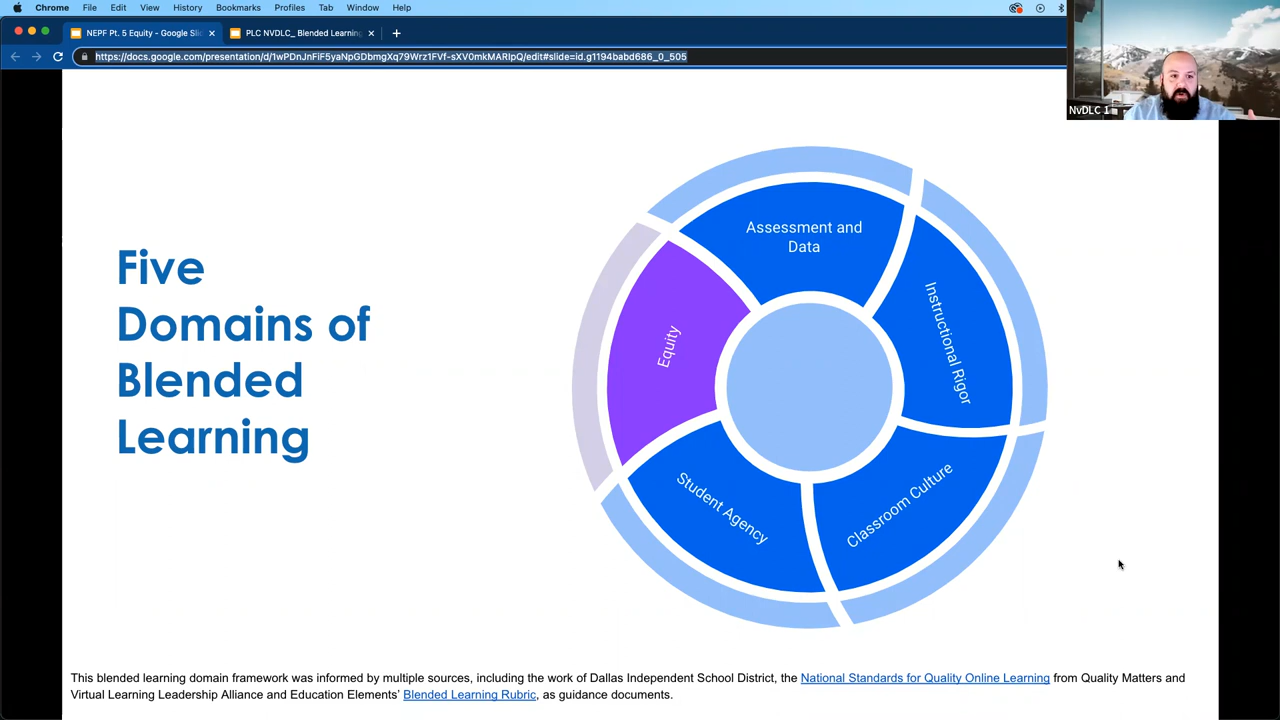 Chrome File Edit View History Bookmarks Profiles Tab Window Help
NEPF Pt. 5 Equity - Google Slid
PLC NVDLC_ Blended Learning
https://docs.google.com/presentation/d/1wPDnJnFiF5yaNpGDbmgXq79Wrz1FVf-sXV0mkMARlpQ/edit#slide=id.g1194babd686_0_505
NvDLC 1
Five
Domains of
Blended
Learning
Assessment and
Data
Instructional Rigor
Classroom Culture
Student Agency
Equity
This blended learning domain framework was informed by multiple sources, including the work of Dallas Independent School District, the National Standards for Quality Online Learning from Quality Matters and
Virtual Learning Leadership Alliance and Education Elements’ Blended Learning Rubric, as guidance documents.